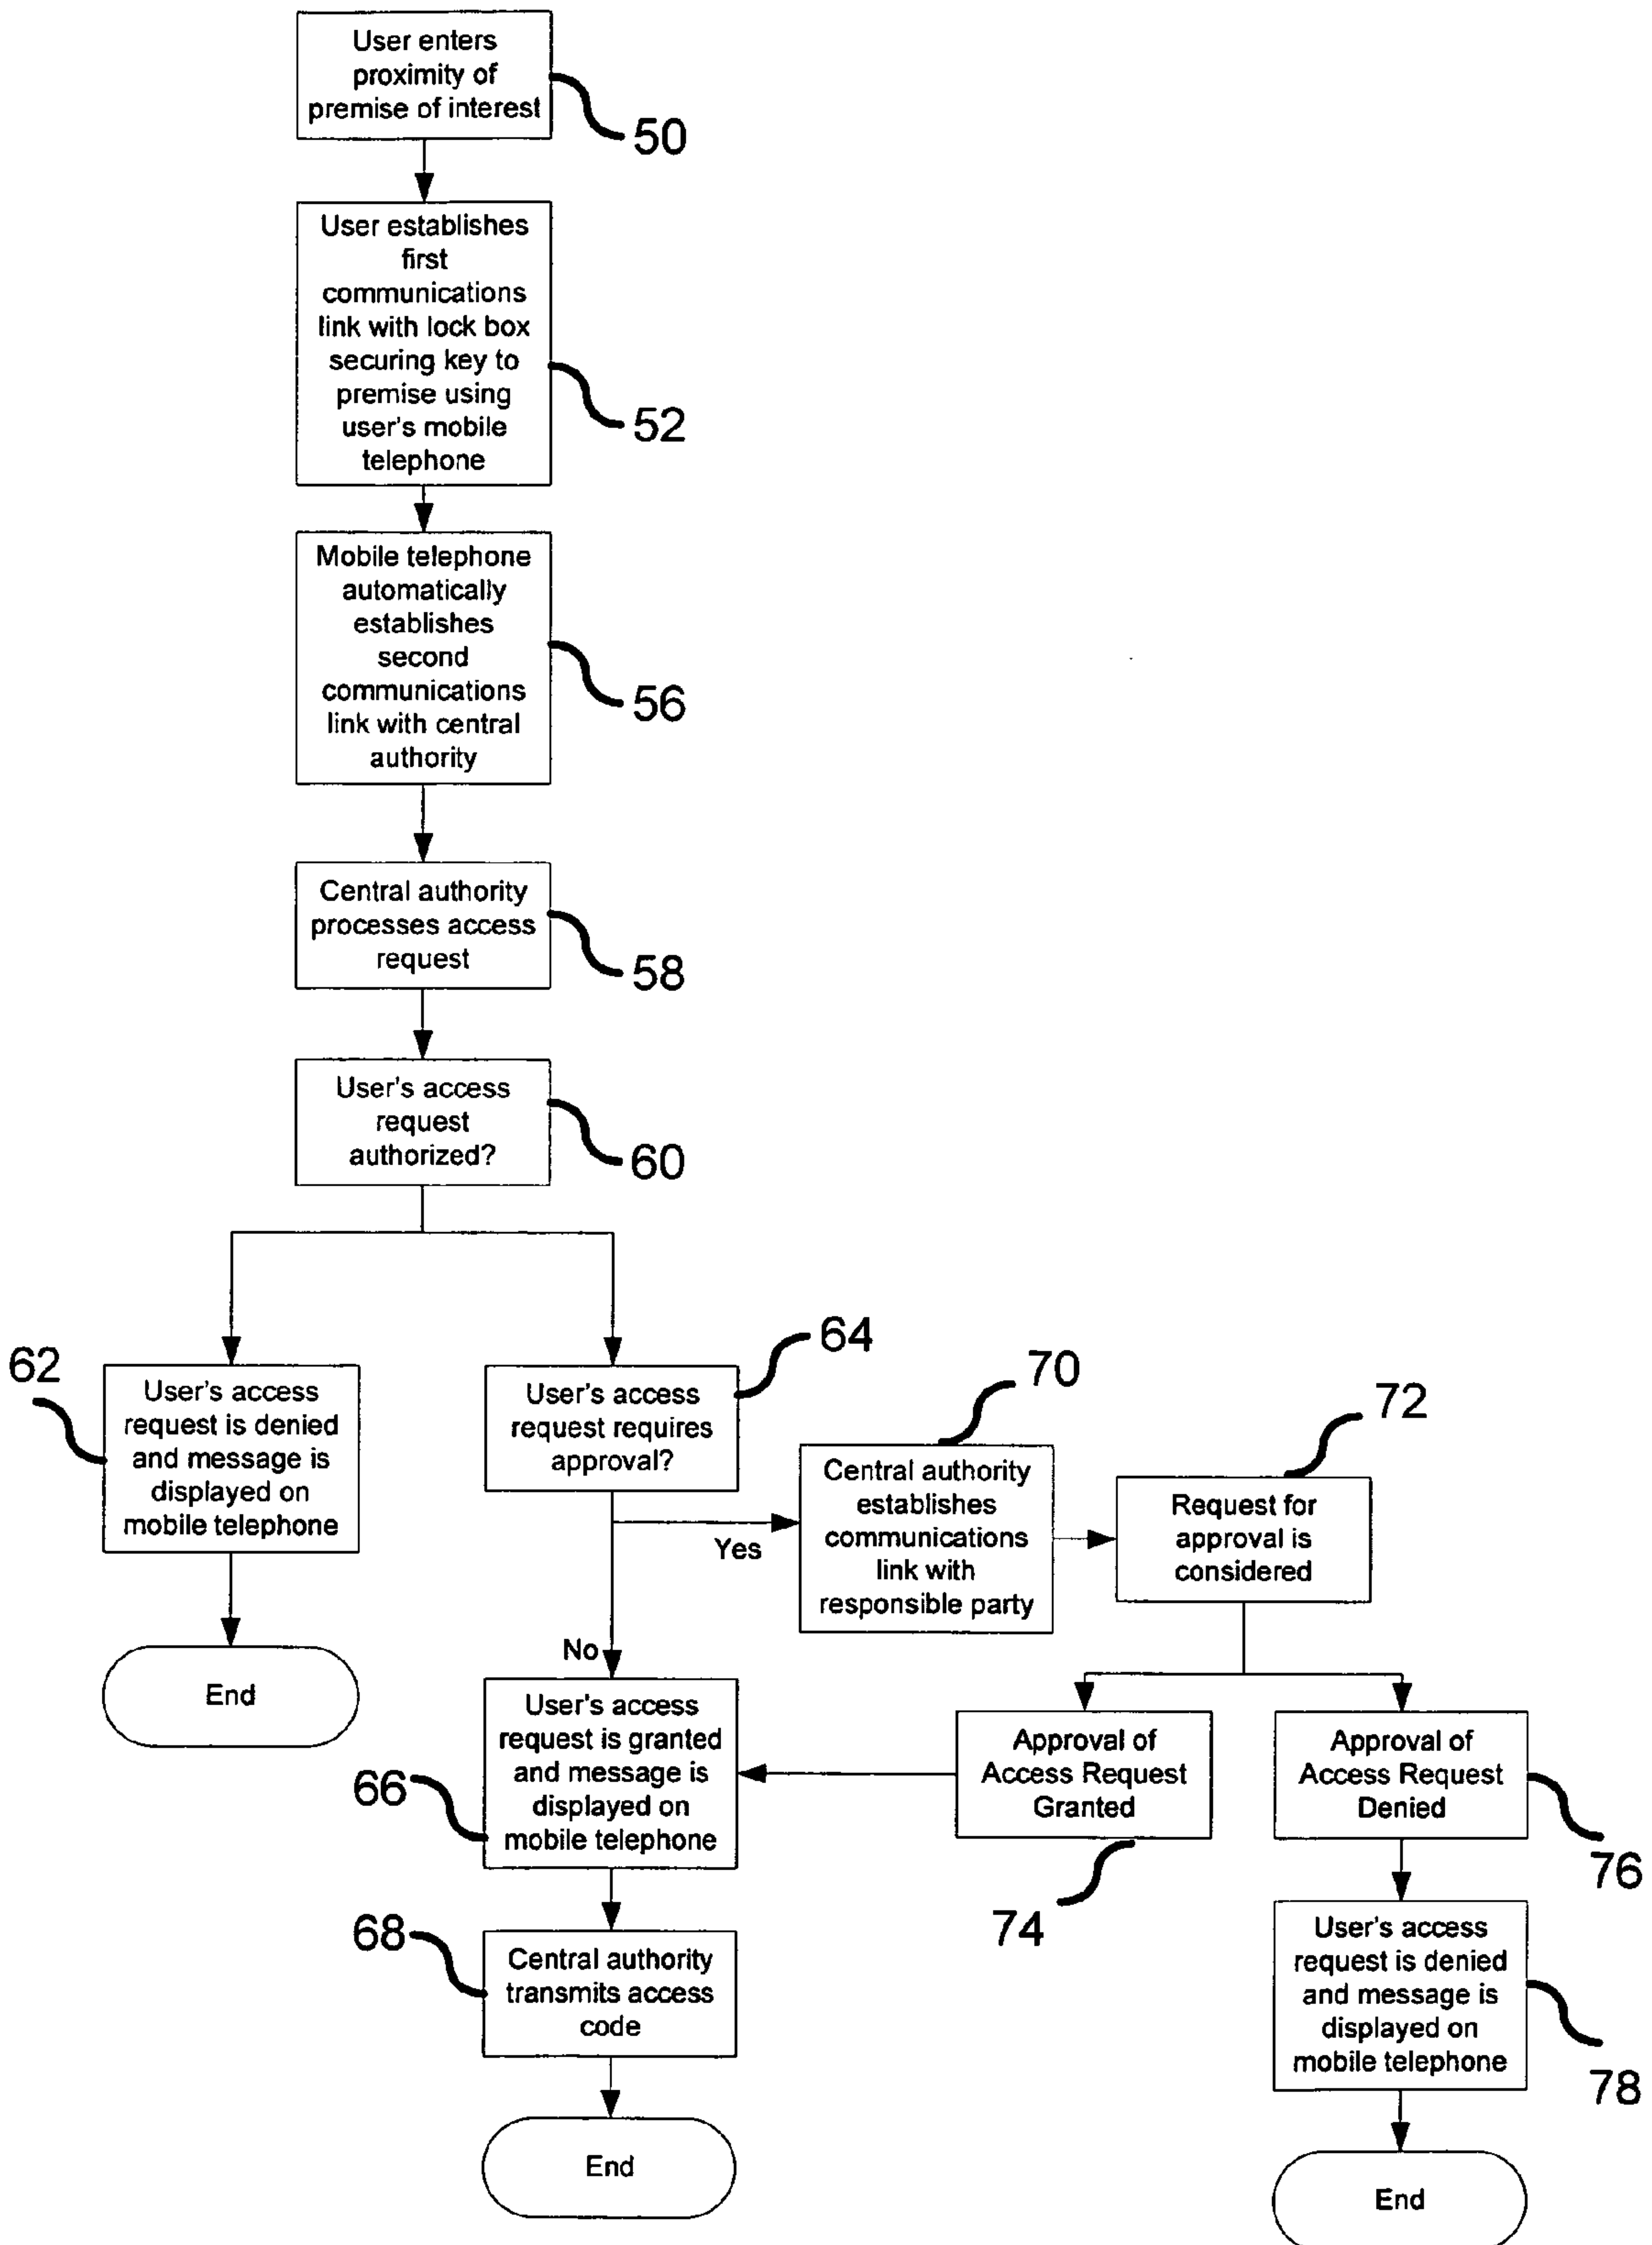 User enters
proximity of
premise of interest
50
User establishes
first
communications
link with lock box
securing key to
premise using
user's mobile
telephone
52
Mobile telephone
automatically
establishes
second
communications
link with central
authority
56
Central authority
processes access
request
58
User's access
request
authorized?
60
62
User's access
request is denied
and message is
displayed on
mobile telephone
End
64
User's access
request requires
approval?
Yes
No
70
Central authority
establishes
communications
link with
responsible party
72
Request for
approval is
considered
66
User's access
request is granted
and message is
displayed on
mobile telephone
Approval of
Access Request
Granted
74
Approval of
Access Request
Denied
76
68
Central authority
transmits access
code
End
User's access
request is denied
and message is
displayed on
mobile telephone
78
End